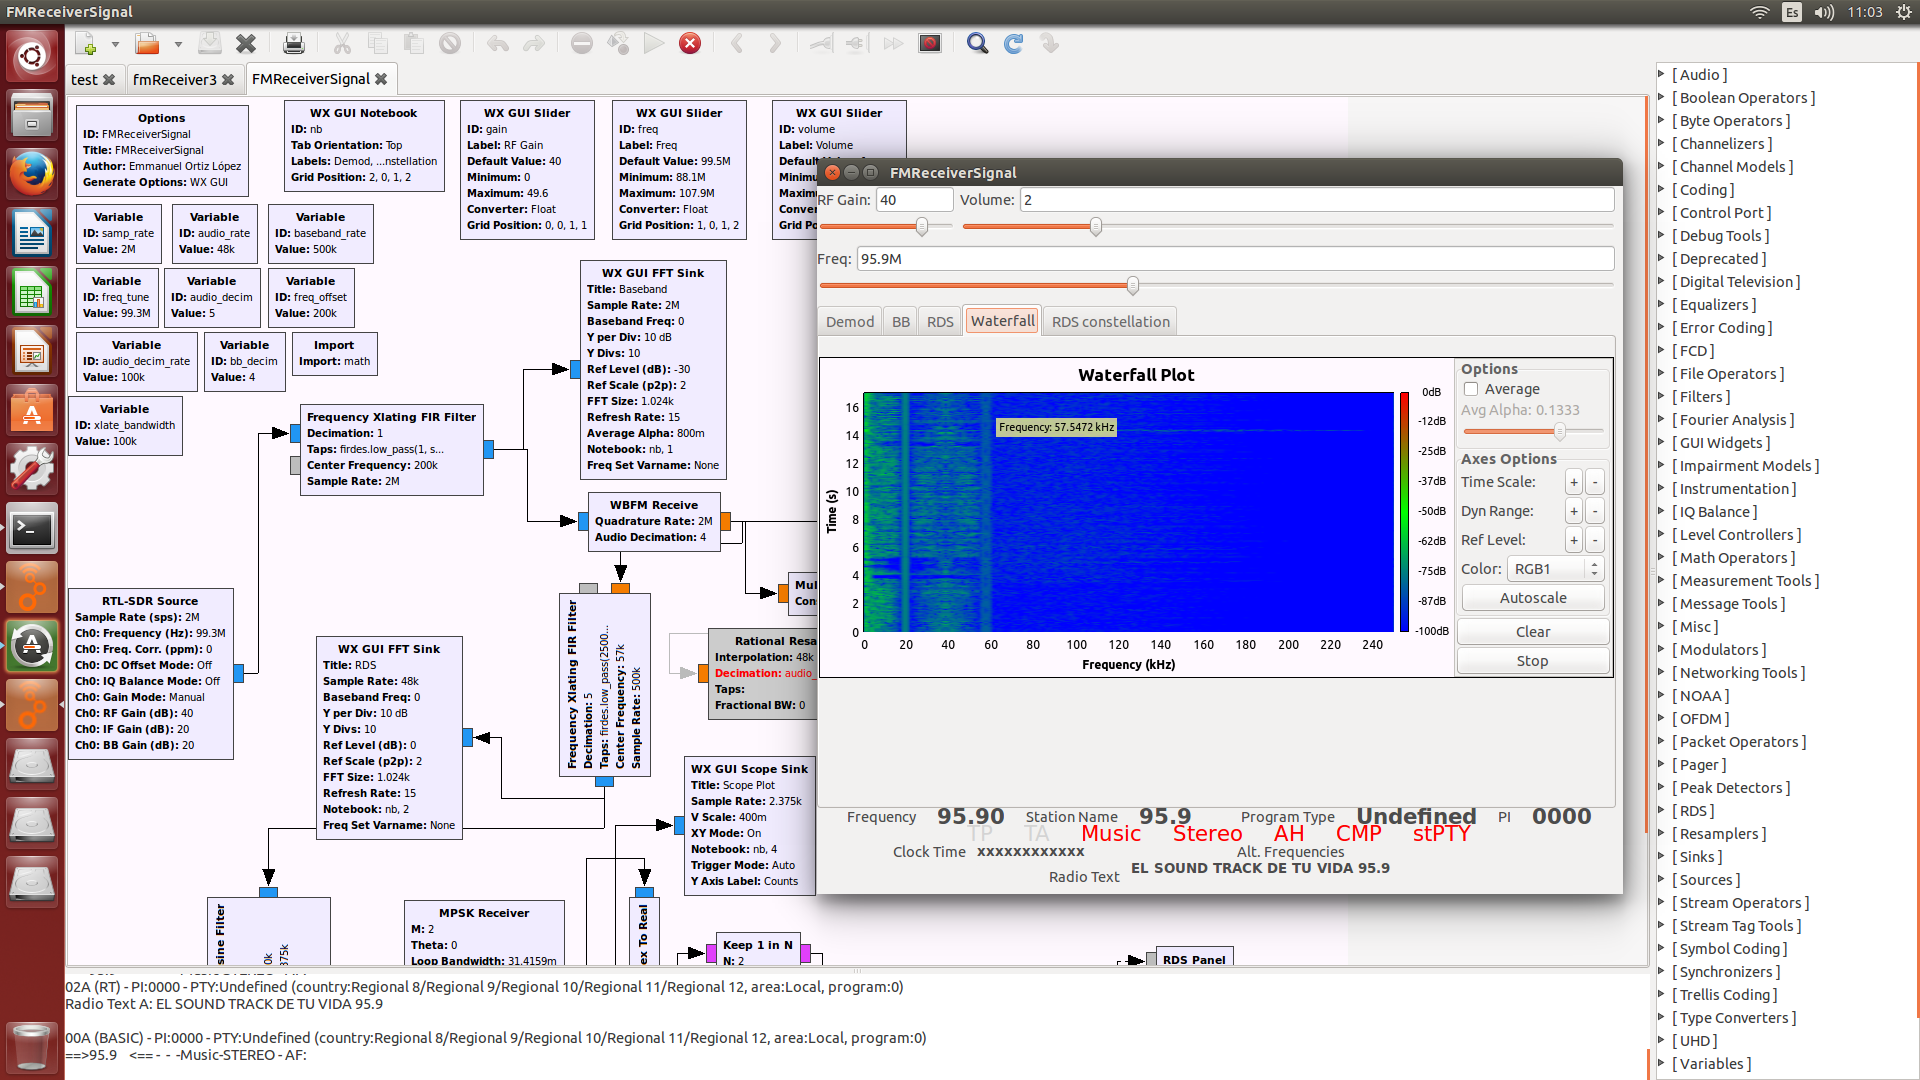 FMReceiverSignal
Es
11:03
test
fmReceiver3
FMReceiverSignal
Options
ID: FMReceiverSignal
Title: FMReceiverSignal
Author: Emmanuel Ortiz López
Generate Options: WX GUI
WX GUI Notebook
ID: nb
Tab Orientation: Top
Labels: Demod, ...nstellation
Grid Position: 2, 0, 1, 2
WX GUI Slider
ID: gain
Label: RF Gain
Default Value: 40
Minimum: 0
Maximum: 49.6
Converter: Float
Grid Position: 0, 0, 1, 1
WX GUI Slider
ID: freq
Label: Freq
Default Value: 99.5M
Minimum: 88.1M
Maximum: 107.9M
Converter: Float
Grid Position: 1, 0, 1, 2
WX GUI Slider
ID: volume
Label: Volume
Variable
ID: samp_rate
Value: 2M
Variable
ID: audio_rate
Value: 48k
Variable
ID: baseband_rate
Value: 500k
Variable
ID: freq_tune
Value: 99.3M
Variable
ID: audio_decim
Value: 5
Variable
ID: freq_offset
Value: 200k
Variable
ID: audio_decim_rate
Value: 100k
Variable
ID: bb_decim
Value: 4
Import
Import: math
Variable
ID: xlate_bandwidth
Value: 100k
Frequency Xlating FIR Filter
Decimation: 1
Taps: firdes.low_pass(1, s...
Center Frequency: 200k
Sample Rate: 2M
WX GUI FFT Sink
Title: Baseband
Sample Rate: 2M
Baseband Freq: 0
Y per Div: 10 dB
Y Divs: 10
Ref Level (dB): -30
Ref Scale (p2p): 2
FFT Size: 1.024k
Refresh Rate: 15
Average Alpha: 800m
Notebook: nb, 1
Freq Set Varname: None
WBFM Receive
Quadrature Rate: 2M
Audio Decimation: 4
RTL-SDR Source
Sample Rate (sps): 2M
Ch0: Frequency (Hz): 99.3M
Ch0: Freq. Corr. (ppm): 0
Ch0: DC Offset Mode: Off
Ch0: IQ Balance Mode: Off
Ch0: Gain Mode: Manual
Ch0: RF Gain (dB): 40
Ch0: IF Gain (dB): 20
Ch0: BB Gain (dB): 20
WX GUI FFT Sink
Title: RDS
Sample Rate: 48k
Baseband Freq: 0
Y per Div: 10 dB
Y Divs: 10
Ref Level (dB): 0
Ref Scale (p2p): 2
FFT Size: 1.024k
Refresh Rate: 15
Notebook: nb, 2
Freq Set Varname: None
Frequency Xlating FIR Filter
Decimation: 5
Taps: firdes.low_pass(2500...
Center Frequency: 57k
Sample Rate: 500k
Rational Resa
Interpolation: 48k
Decimation: audio_
Taps:
Fractional BW: 0
WX GUI Scope Sink
Title: Scope Plot
Sample Rate: 2.375k
V Scale: 400m
XY Mode: On
Notebook: nb, 4
Trigger Mode: Auto
Y Axis Label: Counts
MPSK Receiver
M: 2
Theta: 0
Loop Bandwidth: 31.4159m
sine Filter
ex To Real
Keep 1 in N
N: 2
RDS Panel
FMReceiverSignal
RF Gain: 40 Volume: 2
Freq: 95.9M
Demod BB RDS Waterfall RDS constellation
Waterfall Plot
Frequency: 57.5472 kHz
Time (s)
16
14
12
10
8
6
4
2
0
0 20 40 60 80 100 120 140 160 180 200 220 240
Frequency (kHz)
0dB
-12dB
-25dB
-37dB
-50dB
-62dB
-75dB
-87dB
-100dB
Options
Average
Avg Alpha: 0.1333
Axes Options
Time Scale: + -
Dyn Range: + -
Ref Level: + -
Color: RGB1
Autoscale
Clear
Stop
Frequency 95.90 Station Name 95.9 Program Type Undefined PI 0000
TP TA Music Stereo AH CMP stPTY
Clock Time xxxxxxxxxxxx Alt. Frequencies
Radio Text EL SOUND TRACK DE TU VIDA 95.9
02A (RT) - PI:0000 - PTY:Undefined (country:Regional 8/Regional 9/Regional 10/Regional 11/Regional 12, area:Local, program:0)
Radio Text A: EL SOUND TRACK DE TU VIDA 95.9
00A (BASIC) - PI:0000 - PTY:Undefined (country:Regional 8/Regional 9/Regional 10/Regional 11/Regional 12, area:Local, program:0)
==>95.9 <== - - -Music-STEREO - AF:
[ Audio ]
[ Boolean Operators ]
[ Byte Operators ]
[ Channelizers ]
[ Channel Models ]
[ Coding ]
[ Control Port ]
[ Debug Tools ]
[ Deprecated ]
[ Digital Television ]
[ Equalizers ]
[ Error Coding ]
[ FCD ]
[ File Operators ]
[ Filters ]
[ Fourier Analysis ]
[ GUI Widgets ]
[ Impairment Models ]
[ Instrumentation ]
[ IQ Balance ]
[ Level Controllers ]
[ Math Operators ]
[ Measurement Tools ]
[ Message Tools ]
[ Misc ]
[ Modulators ]
[ Networking Tools ]
[ NOAA ]
[ OFDM ]
[ Packet Operators ]
[ Pager ]
[ Peak Detectors ]
[ RDS ]
[ Resamplers ]
[ Sinks ]
[ Sources ]
[ Stream Operators ]
[ Stream Tag Tools ]
[ Symbol Coding ]
[ Synchronizers ]
[ Trellis Coding ]
[ Type Converters ]
[ UHD ]
[ Variables ]